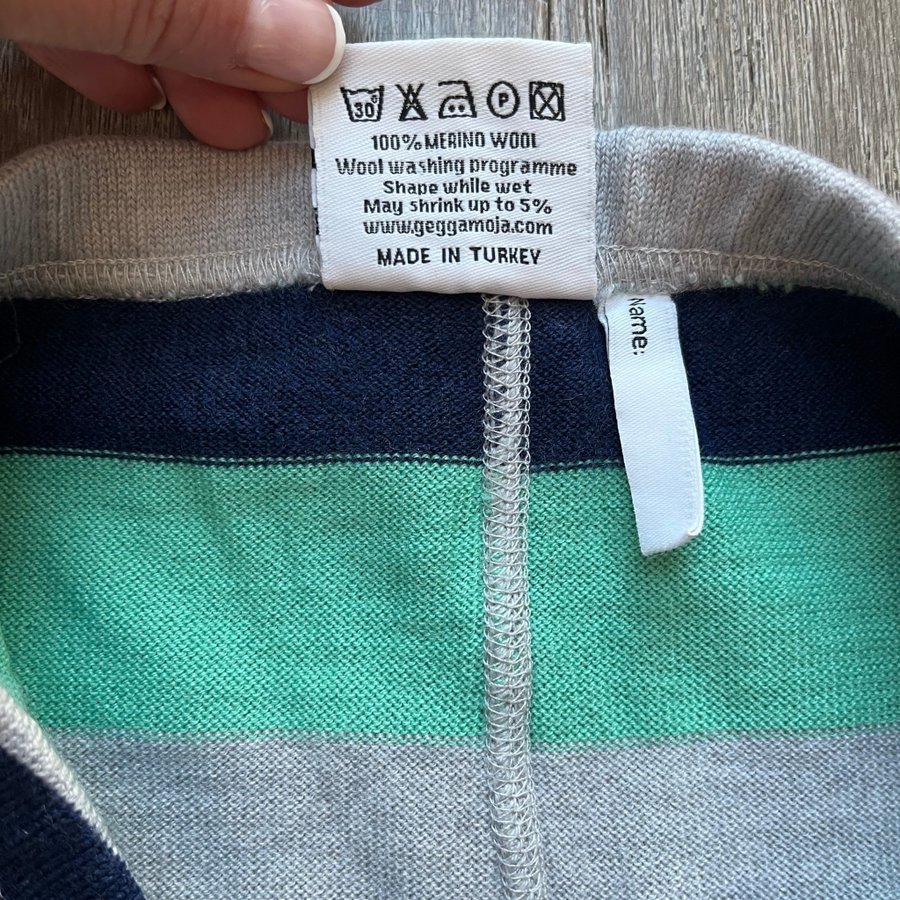 30°
P
100% MERINO WOOL
Wool washing programme
Shape while wet
May shrink up to 5%
www.geggamoja.com
MADE IN TURKEY
Name: